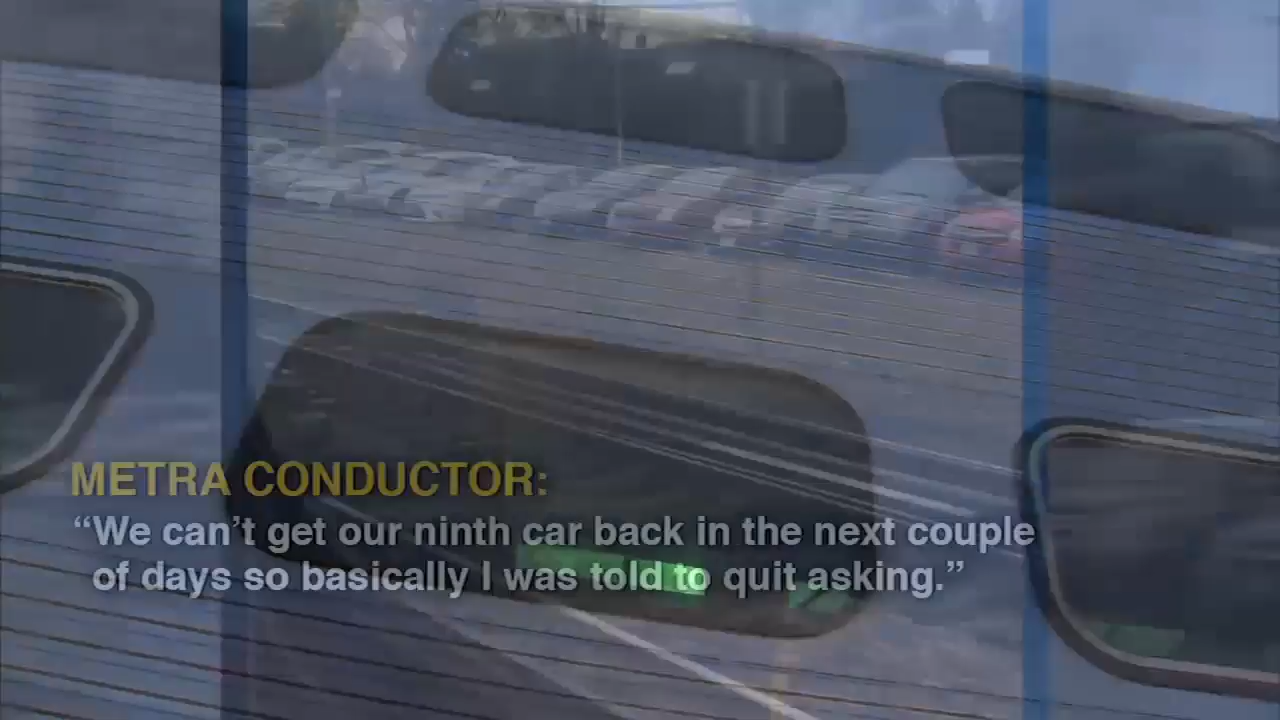 METRA CONDUCTOR:
“We can’t get our ninth car back in the next couple
of days so basically I was told to quit asking.”